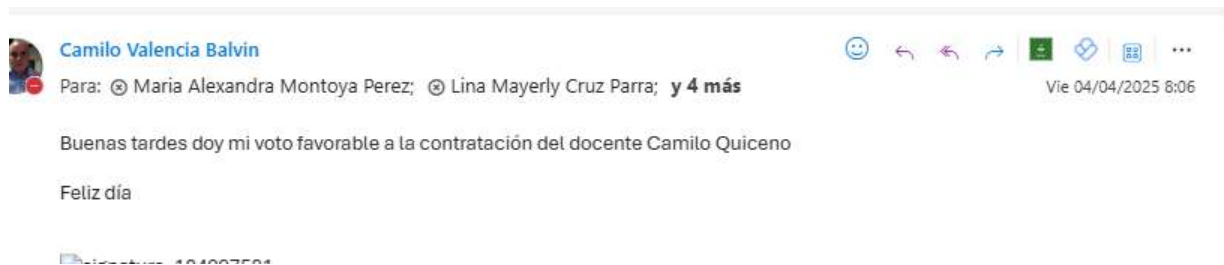 Camilo Valencia Balvin
Para: Maria Alexandra Montoya Perez; Lina Mayerly Cruz Parra; y 4 más
Vie 04/04/2025 8:06
Buenas tardes doy mi voto favorable a la contratación del docente Camilo Quiceno
Feliz día